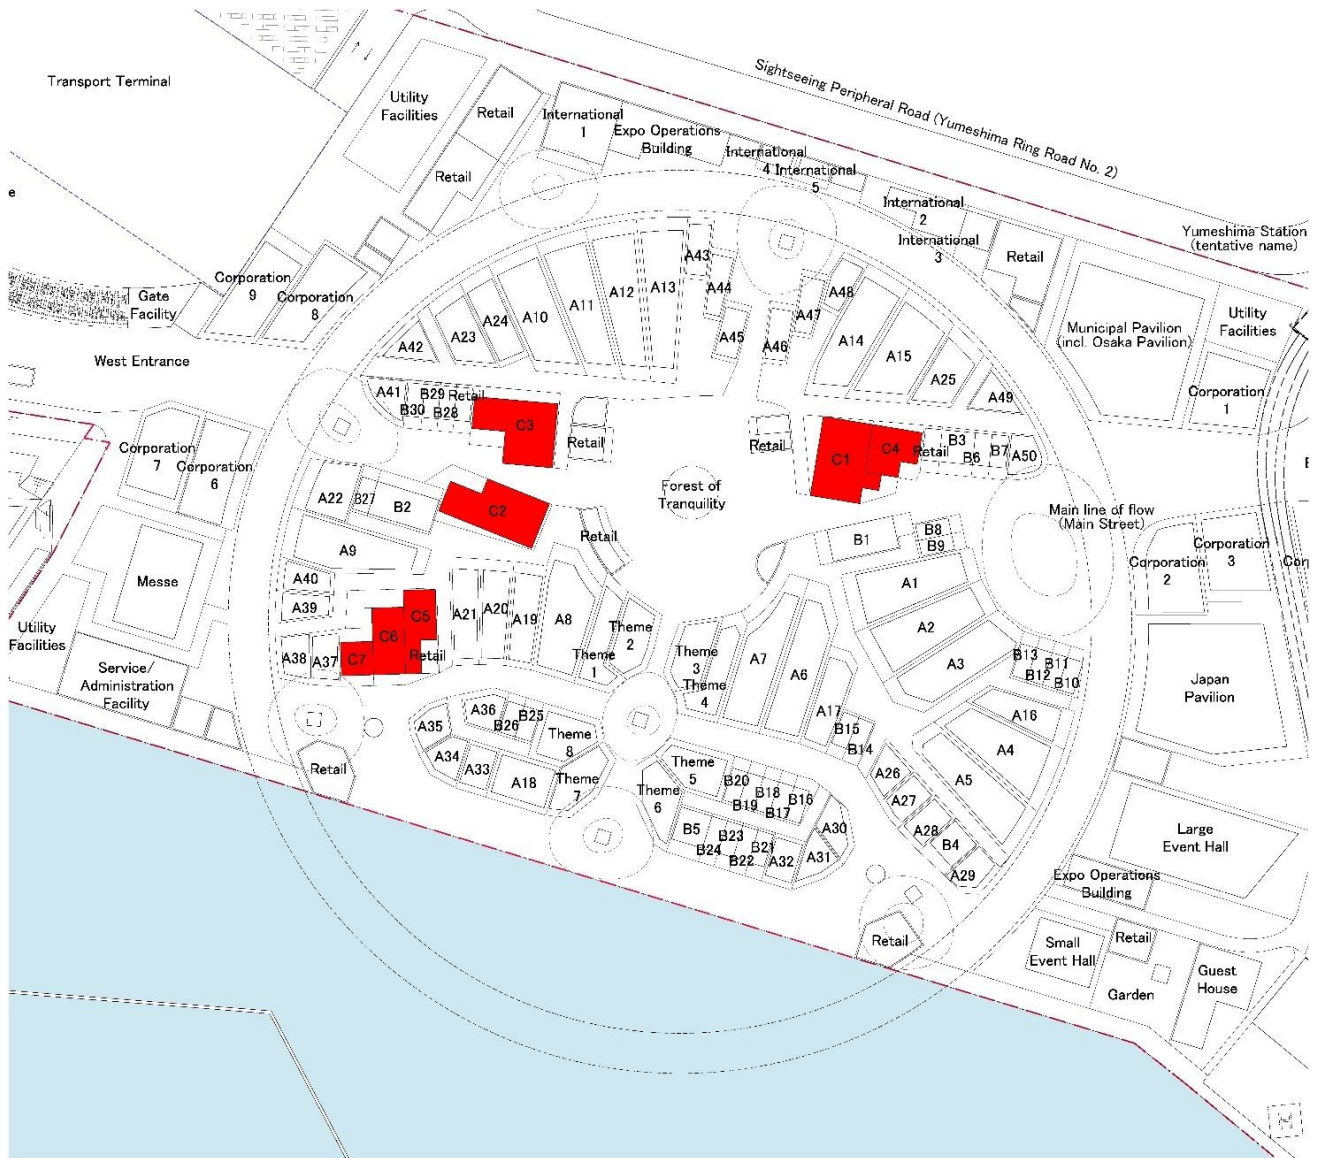 Transport Terminal
Utility
Facilities
Retail
Retail
International
1
Expo Operations
Building
International
4
International
5
International
2
International
3
Sightseeing Peripheral Road (Yumeshima Ring Road No. 2)
Yumeshima Station
(tentative name)
Retail
e
Gate
Facility
Corporation
9
Corporation
8
West Entrance
Municipal Pavilion
(incl. Osaka Pavilion)
Utility
Facilities
Corporation
1
A42
A23
A24
A10
A11
A12
A13
A43
A44
A45
A46
A47
A48
A14
A15
A25
A49
A41
B30
B29
B28
Retail
C3
Retail
Retail
C1
C4
Retail
B3
B6
B7
A50
Corporation
7
Corporation
6
A22
B27
B2
C2
Retail
Forest of
Tranquility
Main line of flow
(Main Street)
B1
B8
B9
Corporation
2
Corporation
3
Messe
A9
A40
A39
A38
A37
C5
C6
C7
Retail
A21
A20
A19
A8
Theme
1
Theme
2
Theme
3
Theme
4
A7
A6
A17
B15
B14
A1
A2
A3
B13
B12
B11
B10
A16
A4
A5
Japan
Pavilion
Utility
Facilities
Service/
Administration
Facility
Retail
A35
A36
B26
B25
Theme
8
A34
A33
A18
Theme
7
Theme
5
Theme
6
B20
B19
B18
B17
B16
B5
B24
B23
B22
B21
A32
A31
A30
A26
A27
A28
B4
A29
Large
Event Hall
Expo Operations
Building
Retail
Small
Event Hall
Retail
Garden
Guest
House